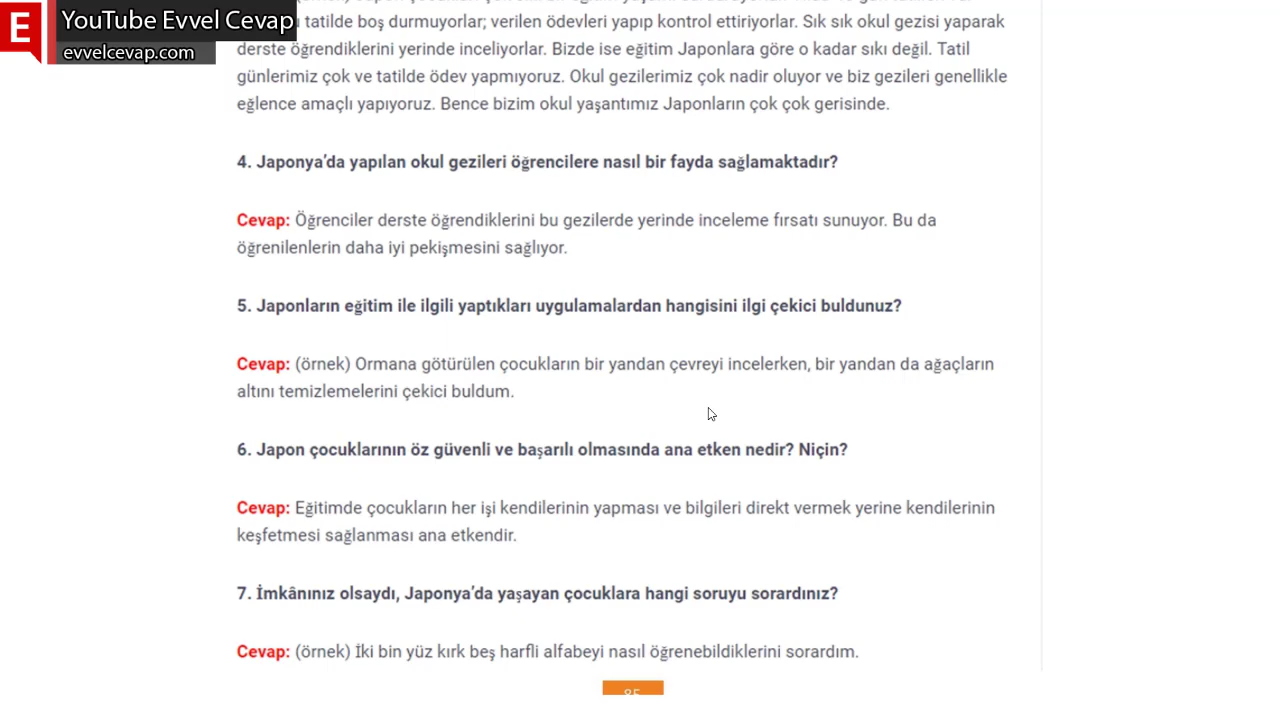 YouTube Evvel Cevap
evvelcevap.com
E
tatilde boş durmuyorlar; verilen ödevleri yapıp kontrol ettiriyorlar. Sık sık okul gezisi yaparak
derste öğrendiklerini yerinde inceliyorlar. Bizde ise eğitim Japonlara göre o kadar sıkı değil. Tatil
günlerimiz çok ve tatilde ödev yapmıyoruz. Okul gezilerimiz çok nadir oluyor ve biz gezileri genellikle
eğlence amaçlı yapıyoruz. Bence bizim okul yaşantımız Japonların çok çok gerisinde.
4. Japonya’da yapılan okul gezileri öğrencilere nasıl bir fayda sağlamaktadır?
Cevap: Öğrenciler derste öğrendiklerini bu gezilerde yerinde inceleme fırsatı sunuyor. Bu da
öğrenilenlerin daha iyi pekişmesini sağlıyor.
5. Japonların eğitim ile ilgili yaptıkları uygulamalardan hangisini ilgi çekici buldunuz?
Cevap: (örnek) Ormana götürülen çocukların bir yandan çevreyi incelerken, bir yandan da ağaçların
altını temizlemelerini çekici buldum.
6. Japon çocuklarının öz güvenli ve başarılı olmasında ana etken nedir? Niçin?
Cevap: Eğitimde çocukların her işi kendilerinin yapması ve bilgileri direkt vermek yerine kendilerinin
keşfetmesi sağlanması ana etkendir.
7. İmkânınız olsaydı, Japonya’da yaşayan çocuklara hangi soruyu sorardınız?
Cevap: (örnek) İki bin yüz kırk beş harfli alfabeyi nasıl öğrenebildiklerini sorardım.
85